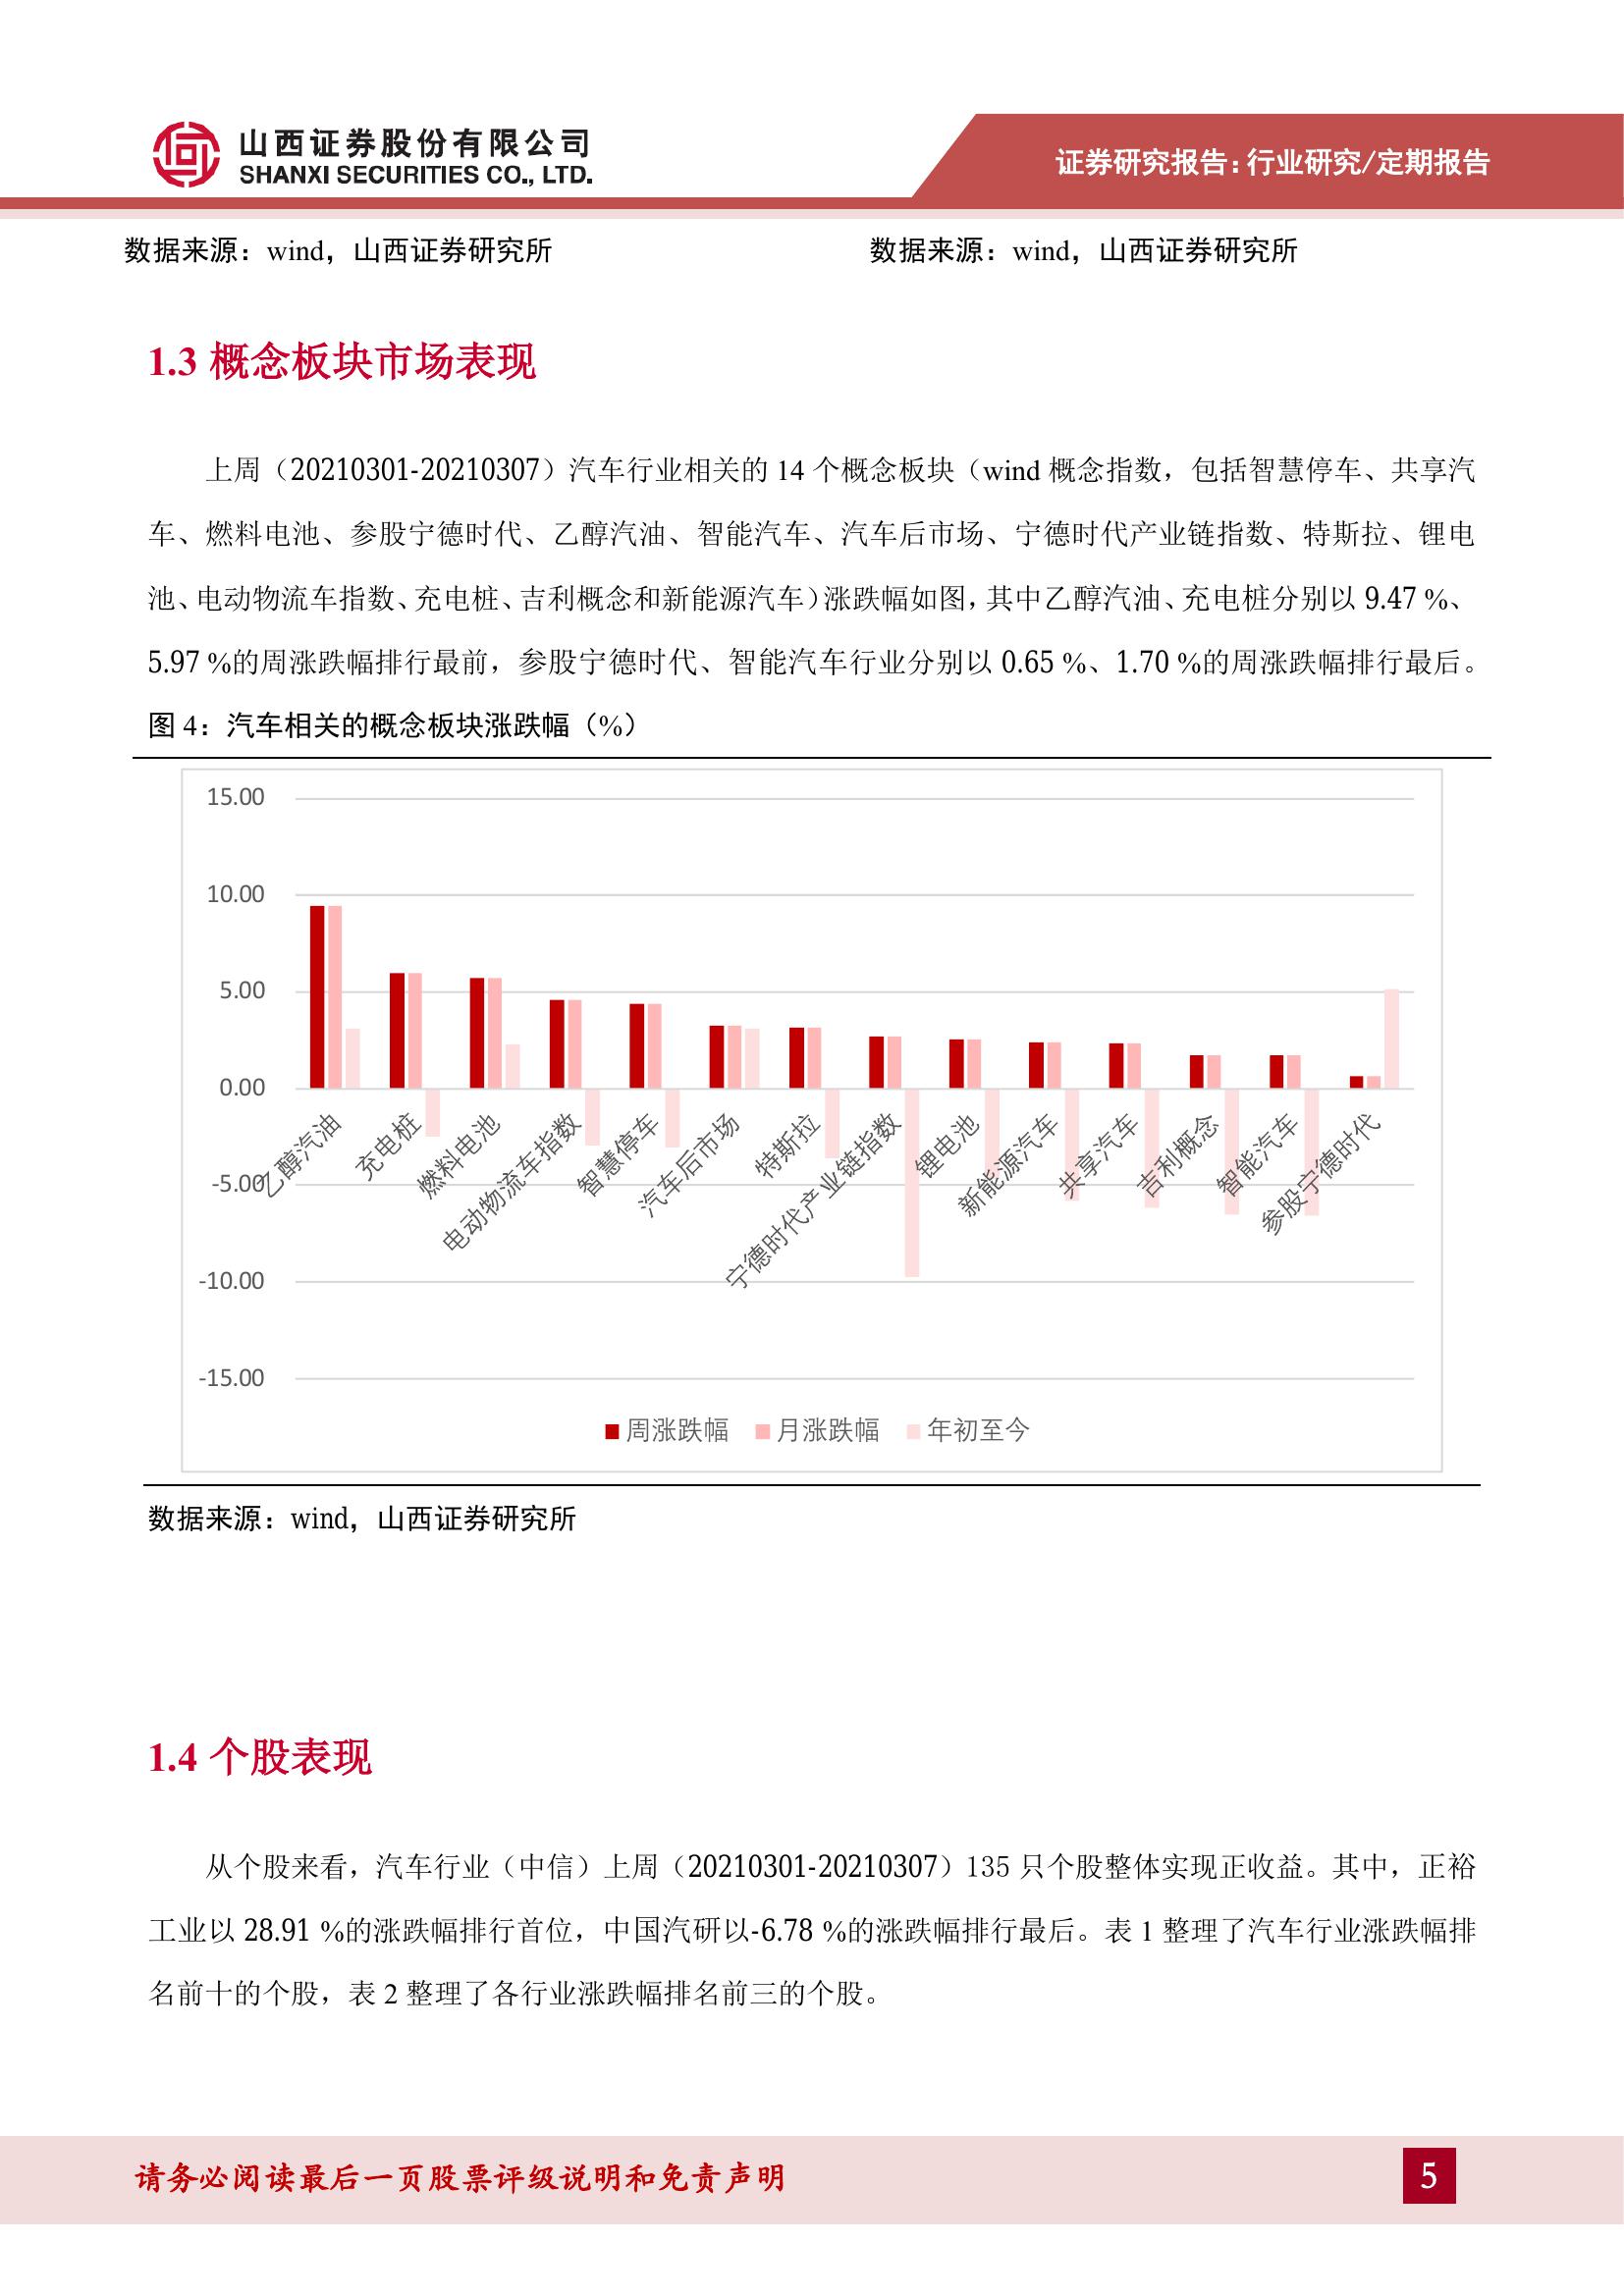 山西证券股份有限公司
SHANXI SECURITIES CO., LTD.
证券研究报告：行业研究/定期报告
数据来源：wind，山西证券研究所
数据来源：wind，山西证券研究所
1.3 概念板块市场表现
上周（20210301-20210307）汽车行业相关的 14 个概念板块（wind 概念指数，包括智慧停车、共享汽
车、燃料电池、参股宁德时代、乙醇汽油、智能汽车、汽车后市场、宁德时代产业链指数、特斯拉、锂电
池、电动物流车指数、充电桩、吉利概念和新能源汽车）涨跌幅如图，其中乙醇汽油、充电桩分别以 9.47 %、
5.97 %的周涨跌幅排行最前，参股宁德时代、智能汽车行业分别以 0.65 %、1.70 %的周涨跌幅排行最后。
图 4：汽车相关的概念板块涨跌幅（%）
15.00
10.00
5.00
0.00
-5.00
-10.00
-15.00
乙醇汽油
充电桩
燃料电池
电动物流车指数
智慧停车
汽车后市场
特斯拉
宁德时代产业链指数
锂电池
新能源汽车
共享汽车
吉利概念
智能汽车
参股宁德时代
周涨跌幅 月涨跌幅 年初至今
数据来源：wind，山西证券研究所
1.4 个股表现
从个股来看，汽车行业（中信）上周（20210301-20210307）135 只个股整体实现正收益。其中，正裕
工业以 28.91 %的涨跌幅排行首位，中国汽研以-6.78 %的涨跌幅排行最后。表 1 整理了汽车行业涨跌幅排
名前十的个股，表 2 整理了各行业涨跌幅排名前三的个股。
请务必阅读最后一页股票评级说明和免责声明
5